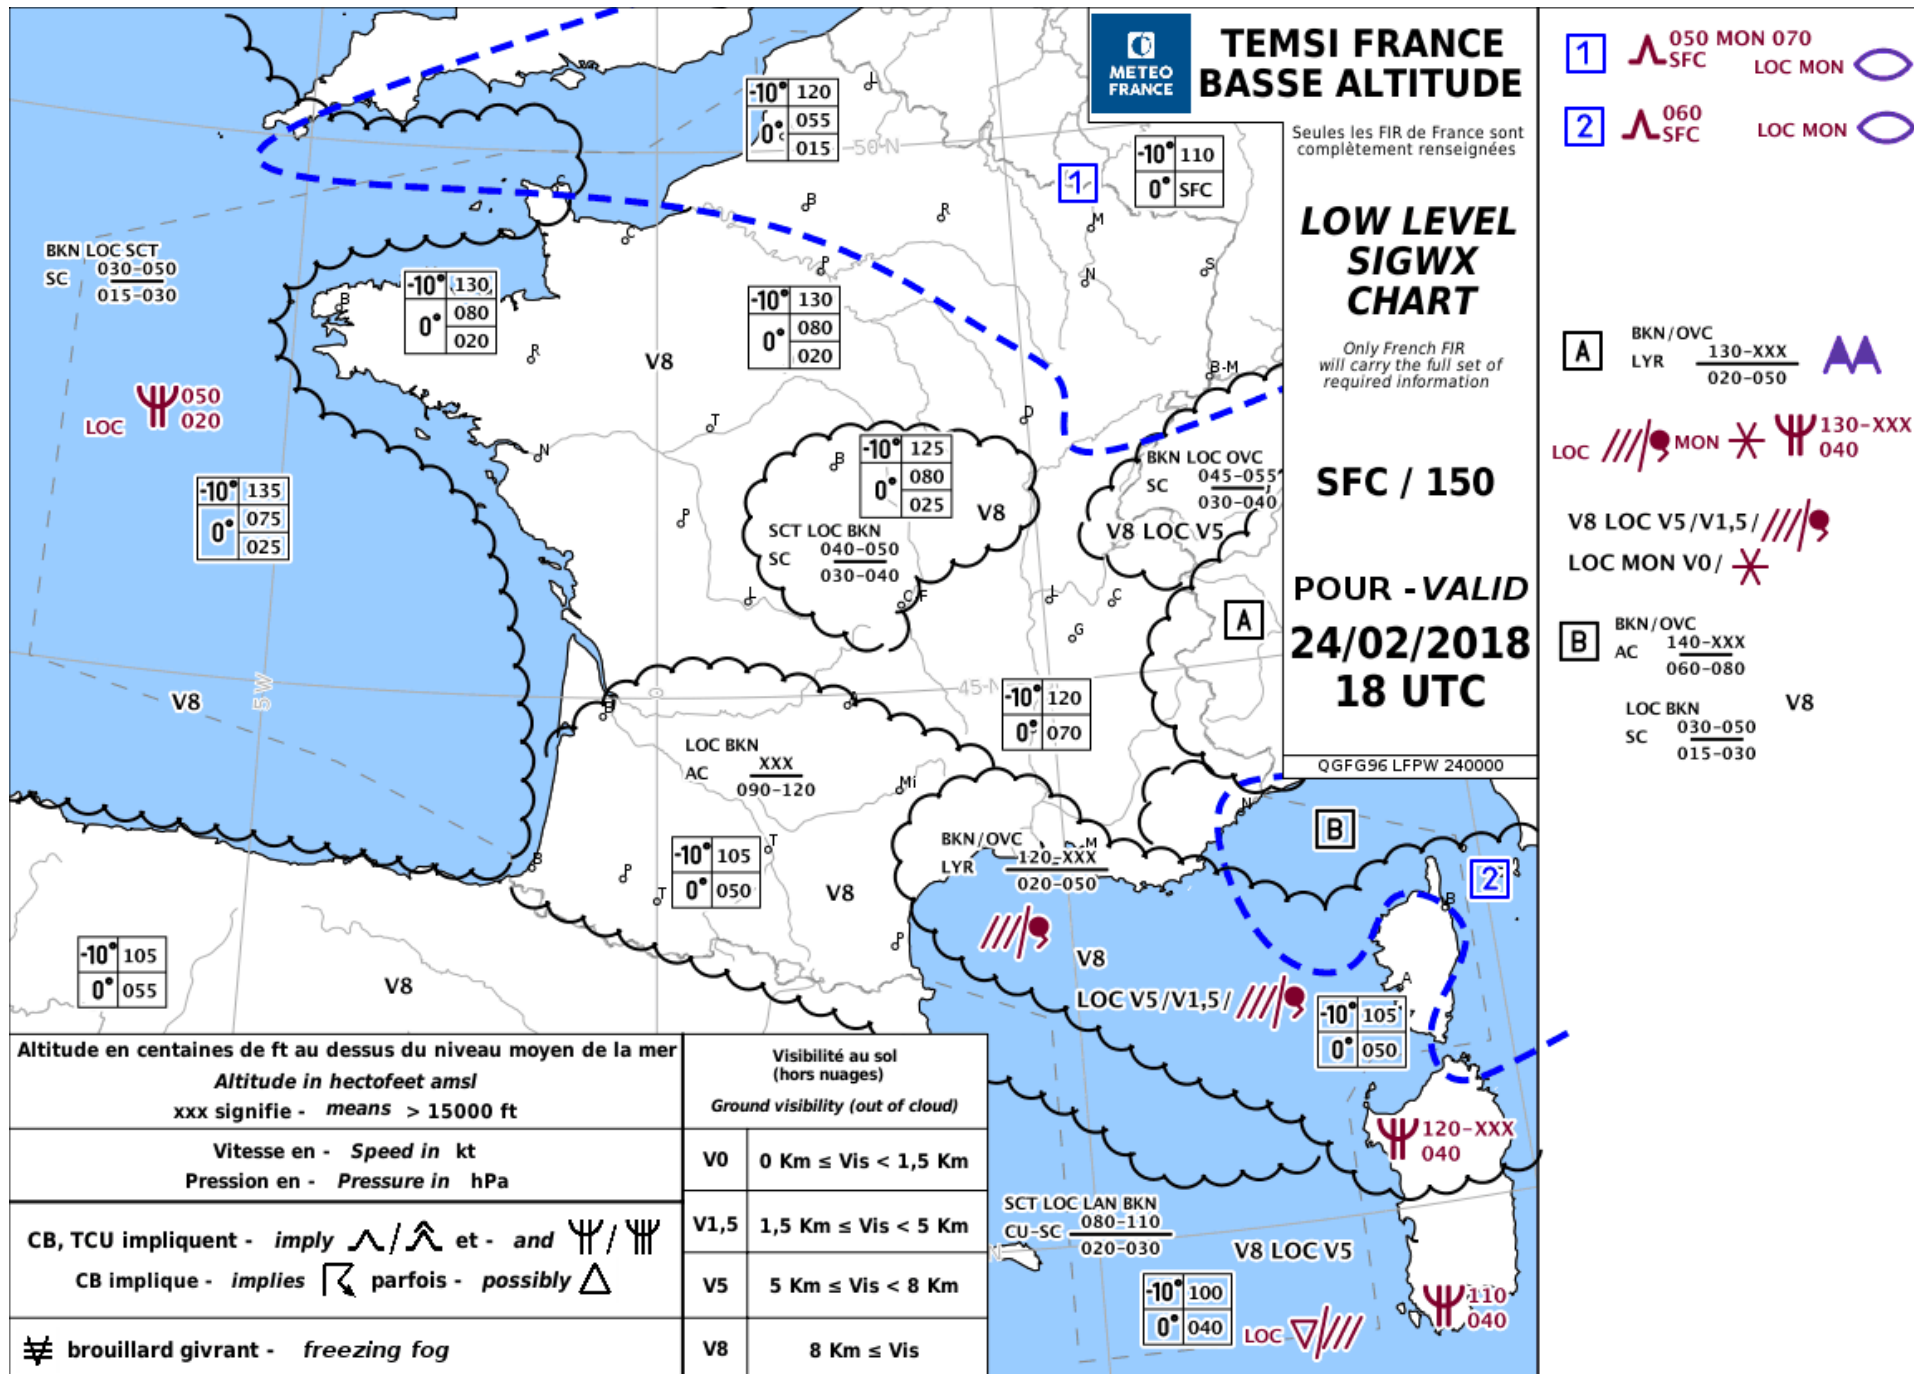 METEO
FRANCE
TEMSI FRANCE
BASSE ALTITUDE
Seules les FIR de France sont
complètement renseignées
LOW LEVEL
SIGWX
CHART
Only French FIR
will carry the full set of
required information
SFC / 150
POUR - VALID
24/02/2018
18 UTC
QGFG96 LFPW 240000
1
050 MON 070
SFC
LOC MON
2
060
SFC
LOC MON
A
BKN/OVC
LYR
130-XXX
020-050
LOC
MON
130-XXX
040
V8 LOC V5/V1,5/
LOC MON V0/
B
BKN/OVC
AC
140-XXX
060-080
LOC BKN
SC
030-050
015-030
V8
-10° 120
0° 055
015
50 N
L
1
-10° 110
0° SFC
C
B
R
M
C
P
N
S
BKN LOC SCT
SC
030-050
015-030
B
-10° 130
0° 080
020
-10° 130
0° 080
020
R
V8
B-M
LOC
050
020
T
D
N
B
-10° 125
0° 080
025
V8
BKN LOC OVC
SC
045-055
030-040
V8 LOC V5
-10° 135
0° 075
025
P
SCT LOC BKN
SC
040-050
030-040
L
C/F
L
C
G
A
V8
5 W
0
45 N
B
A
-10° 120
0° 070
LOC BKN
AC
XXX
090-120
Mi
N
B
BKN/OVC
LYR
120-XXX
020-050
M
2
B
P
T
T
-10° 105
0° 050
V8
B
P
V8
LOC V5/V1,5/
A
-10° 105
0° 050
-10° 105
0° 055
V8
A
120-XXX
040
SCT LOC LAN BKN
CU-SC
080-110
020-030
V8 LOC V5
N
-10° 100
0° 040
LOC
110
040
Altitude en centaines de ft au dessus du niveau moyen de la mer
Altitude in hectofeet amsl
xxx signifie - means > 15000 ft
Vitesse en - Speed in kt
Pression en - Pressure in hPa
CB, TCU impliquent - imply / et - and /
CB implique - implies parfois - possibly
brouillard givrant - freezing fog
Visibilité au sol
(hors nuages)
Ground visibility (out of cloud)
V0 0 Km ≤ Vis < 1,5 Km
V1,5 1,5 Km ≤ Vis < 5 Km
V5 5 Km ≤ Vis < 8 Km
V8 8 Km ≤ Vis